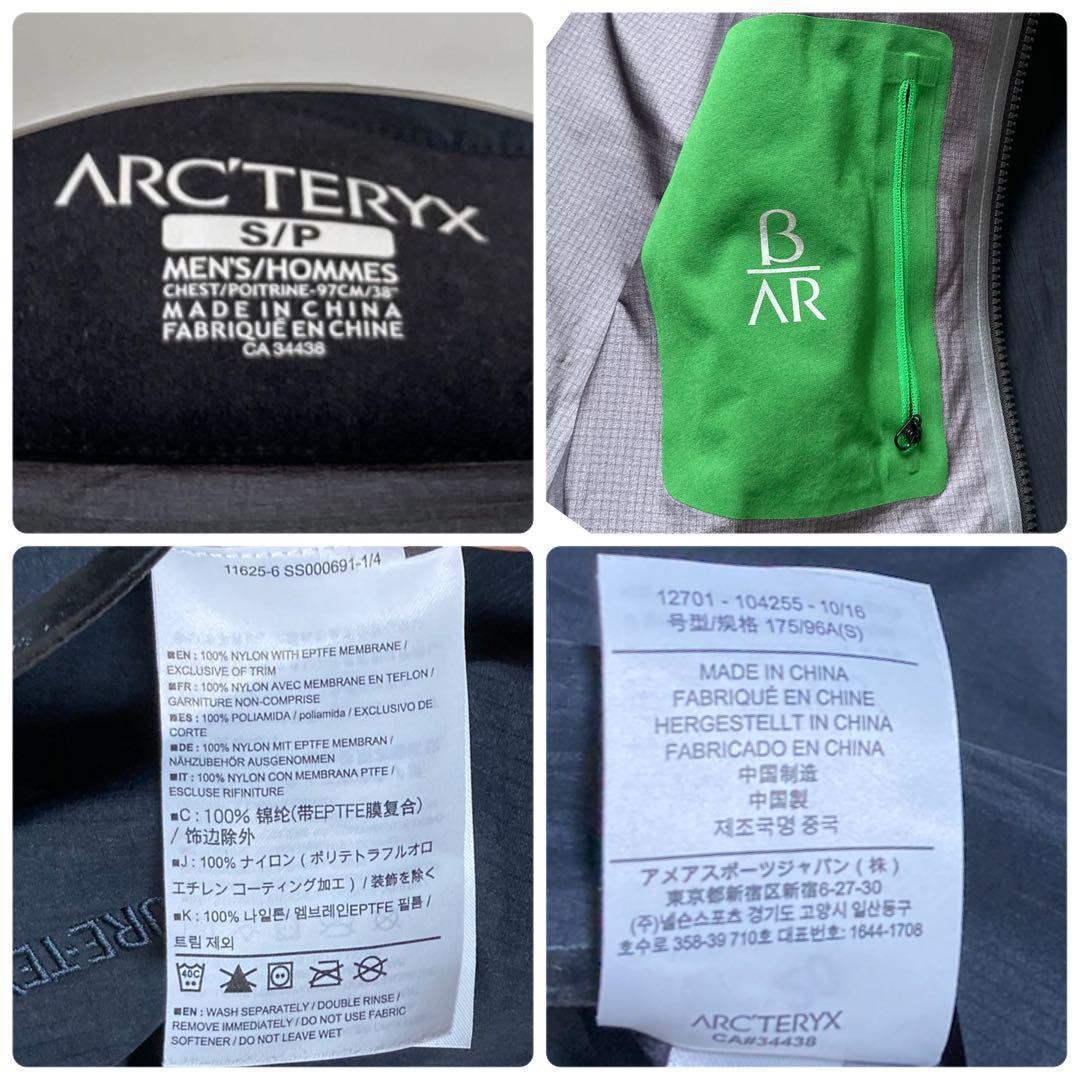 ARC'TERYX
S/P
MEN'S/HOMMES
CHEST/POITRINE-97CM/38"
MADE IN CHINA
FABRIQUÉ EN CHINE
CA 34438
β
AR
11625-6 SS000691-1/4
■EN : 100% NYLON WITH EPTFE MEMBRANE /
EXCLUSIVE OF TRIM
■FR : 100% NYLON AVEC MEMBRANE EN TEFLON /
GARNITURE NON-COMPRISE
■ES : 100% POLIAMIDA / poliamida / EXCLUSIVO DE
CORTE
■DE : 100% NYLON MIT EPTFE MEMBRAN /
NÄHZUBEHÖR AUSGENOMMEN
■IT : 100% NYLON CON MEMBRANA PTFE /
ESCLUSE RIFINITURE
■C : 100% 锦纶(带EPTFE膜复合)
/ 饰边除外
■J : 100% ナイロン ( ポリテトラフルオロ
エチレン コーティング加工 ) / 装飾を除く
■K : 100% 나일론/ 멤브레인EPTFE 필름 /
트림 제외
40C
■EN : WASH SEPARATELY / DOUBLE RINSE /
REMOVE IMMEDIATELY / DO NOT USE FABRIC
SOFTENER / DO NOT LEAVE WET
ORE-TE
12701 - 104255 - 10/16
号型/规格 175/96A(S)
MADE IN CHINA
FABRIQUÉ EN CHINE
HERGESTELLT IN CHINA
FABRICADO EN CHINA
中国制造
中国製
제조국명 중국
アメアスポーツジャパン ( 株 )
東京都新宿区新宿6-27-30
(주)넬슨스포츠 경기도 고양시 일산동구
호수로 358-39 710호 대표번호: 1644-1708
ARC'TERYX
CA#34438